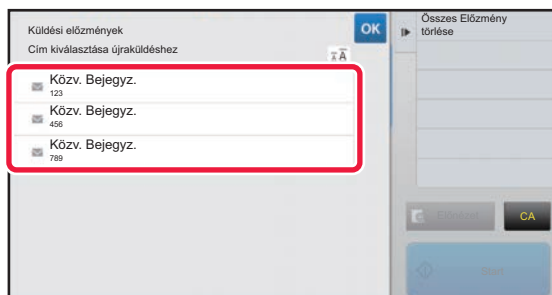 Küldési előzmények
Cím kiválasztása újraküldéshez
OK
Összes Előzmény
törlése
Közv. Bejegyz.
123
Közv. Bejegyz.
456
Közv. Bejegyz.
789
CA